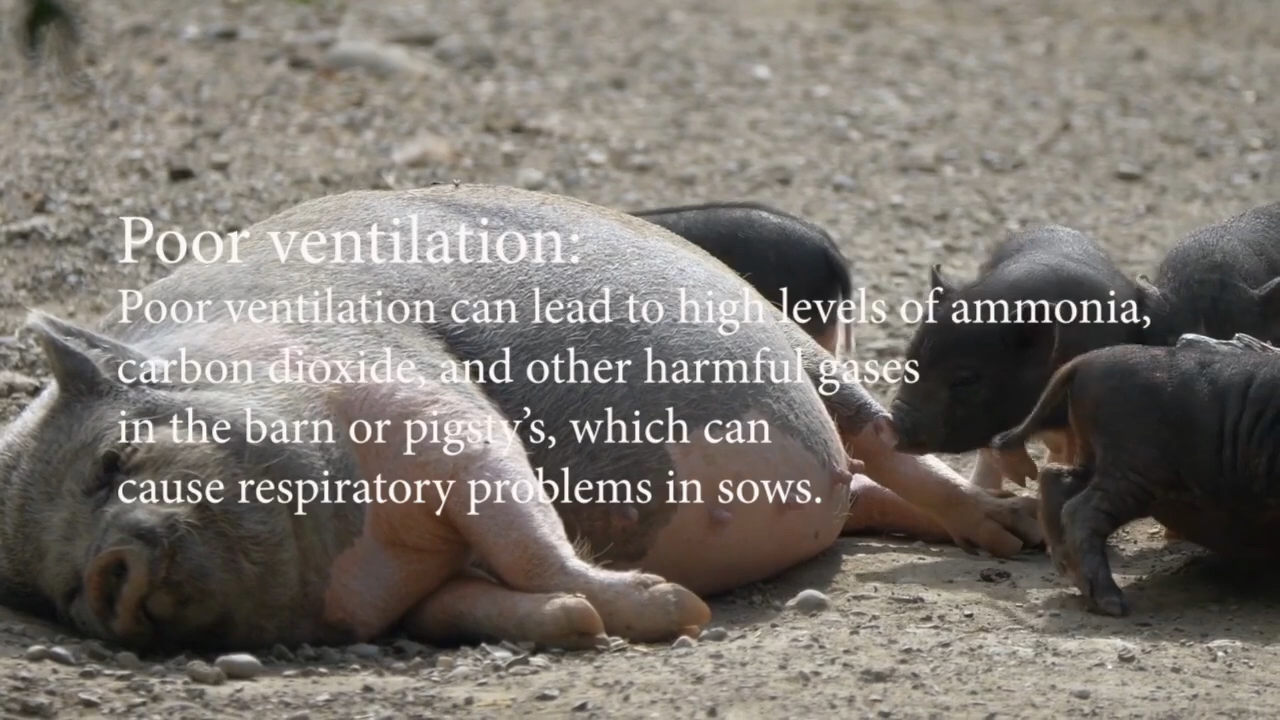 Poor ventilation:
Poor ventilation can lead to high levels of ammonia,
carbon dioxide, and other harmful gases
in the barn or pigsty’s, which can
cause respiratory problems in sows.